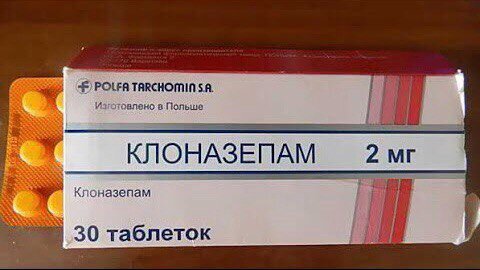 POLFA TARCHOMIN S.A.
Изготовлено в Польше
КЛОНАЗЕПАМ 2 мг
Клоназепам
30 таблеток